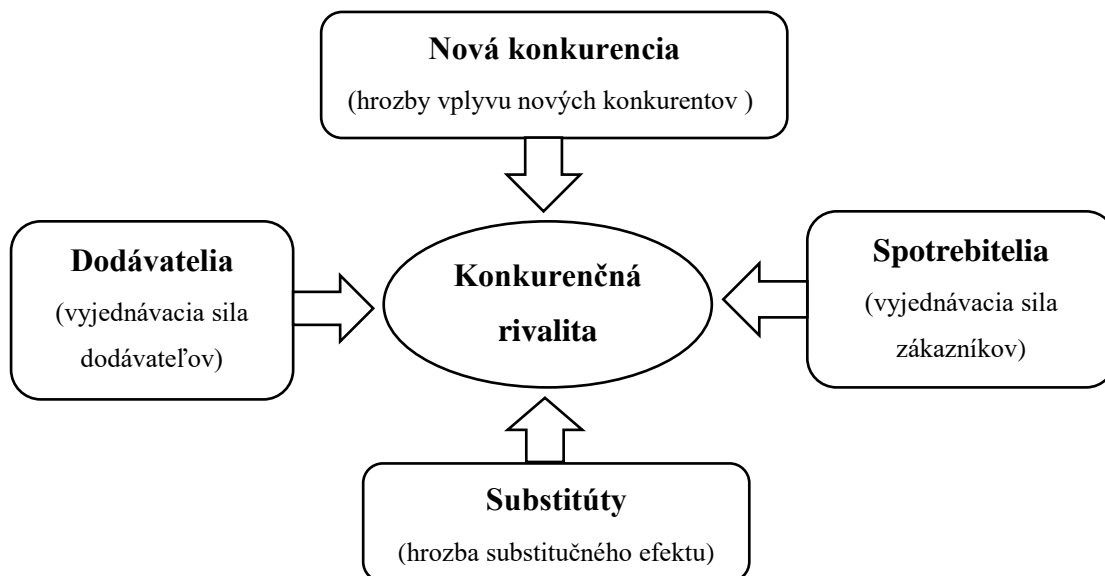 Nová konkurencia
(hrozby vplyvu nových konkurentov )
Dodávatelia
(vyjednávacia sila
dodávateľov)
Konkurenčná
rivalita
Spotrebitelia
(vyjednávacia sila
zákazníkov)
Substitúty
(hrozba substitučného efektu)